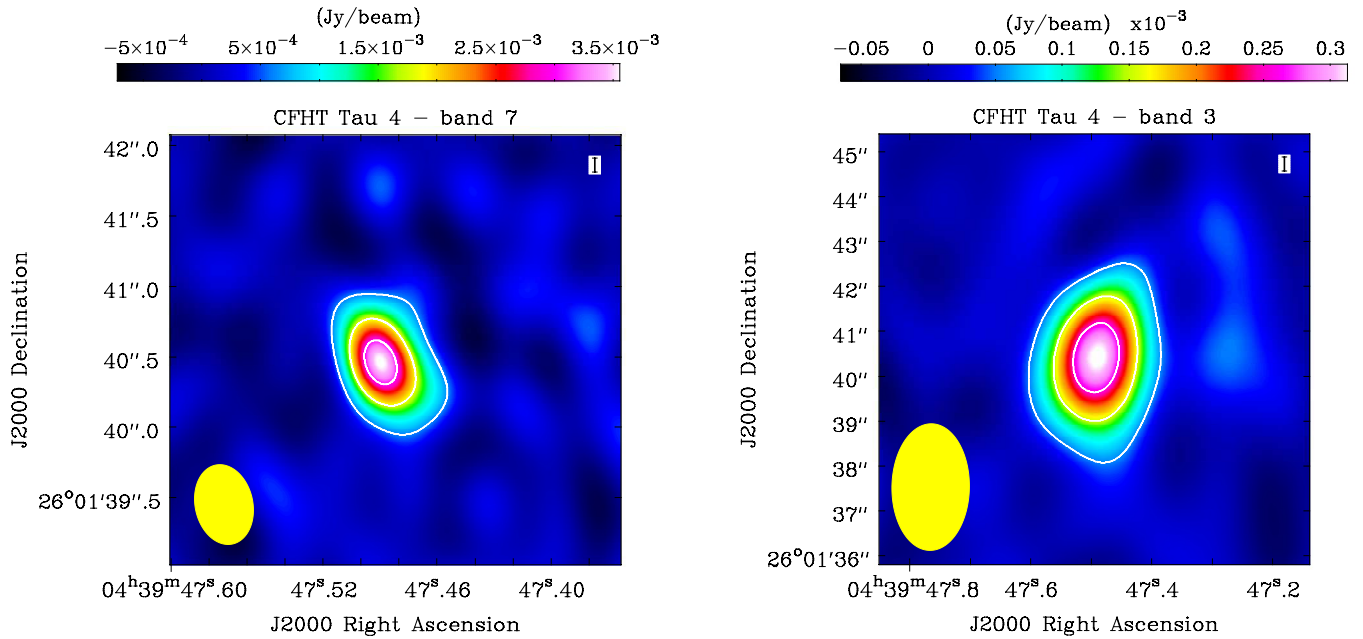 (Jy/beam)
−5×10⁻⁴ 5×10⁻⁴ 1.5×10⁻³ 2.5×10⁻³ 3.5×10⁻³
CFHT Tau 4 − band 7
I
42″.0
41″.5
41″.0
40″.5
40″.0
26°01′39″.5
J2000 Declination
04ʰ39ᵐ47ˢ.60 47ˢ.52 47ˢ.46 47ˢ.40
J2000 Right Ascension
(Jy/beam) x10⁻³
−0.05 0 0.05 0.1 0.15 0.2 0.25 0.3
CFHT Tau 4 − band 3
I
45″
44″
43″
42″
41″
40″
39″
38″
37″
26°01′36″
J2000 Declination
04ʰ39ᵐ47ˢ.8 47ˢ.6 47ˢ.4 47ˢ.2
J2000 Right Ascension